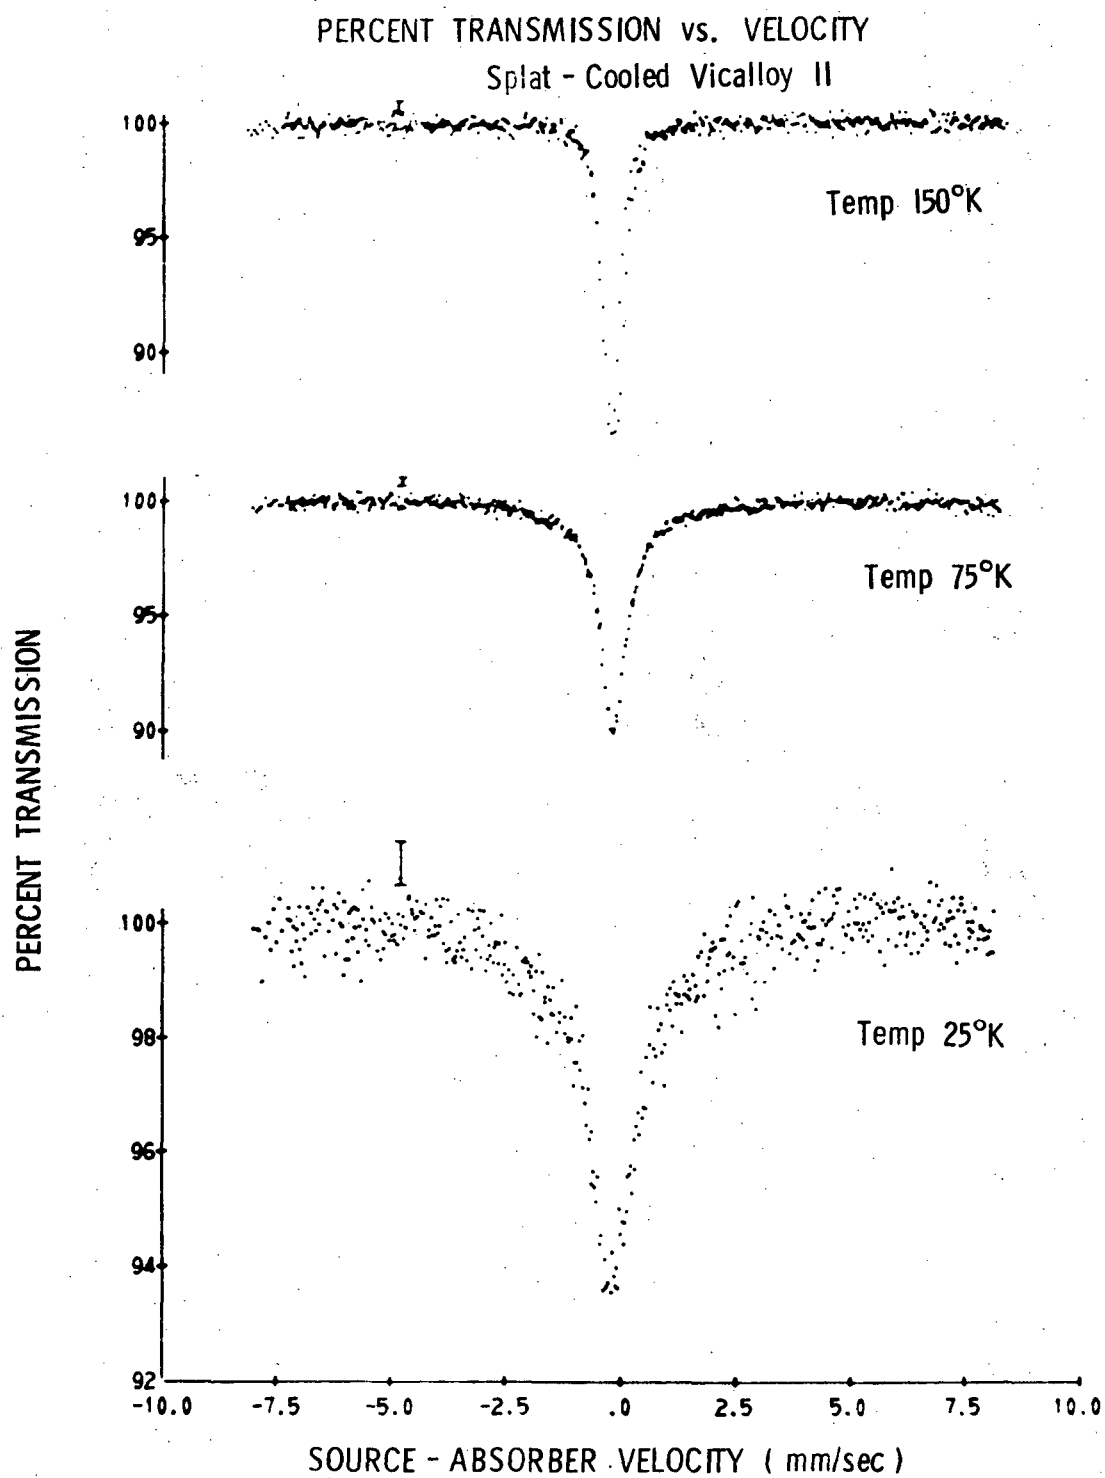 PERCENT TRANSMISSION vs. VELOCITY
Splat - Cooled Vicalloy II
100
95
90
Temp 150°K
100
95
90
Temp 75°K
PERCENT TRANSMISSION
100
98
96
94
92
Temp 25°K
-10.0 -7.5 -5.0 -2.5 .0 2.5 5.0 7.5 10.0
SOURCE - ABSORBER VELOCITY ( mm/sec )